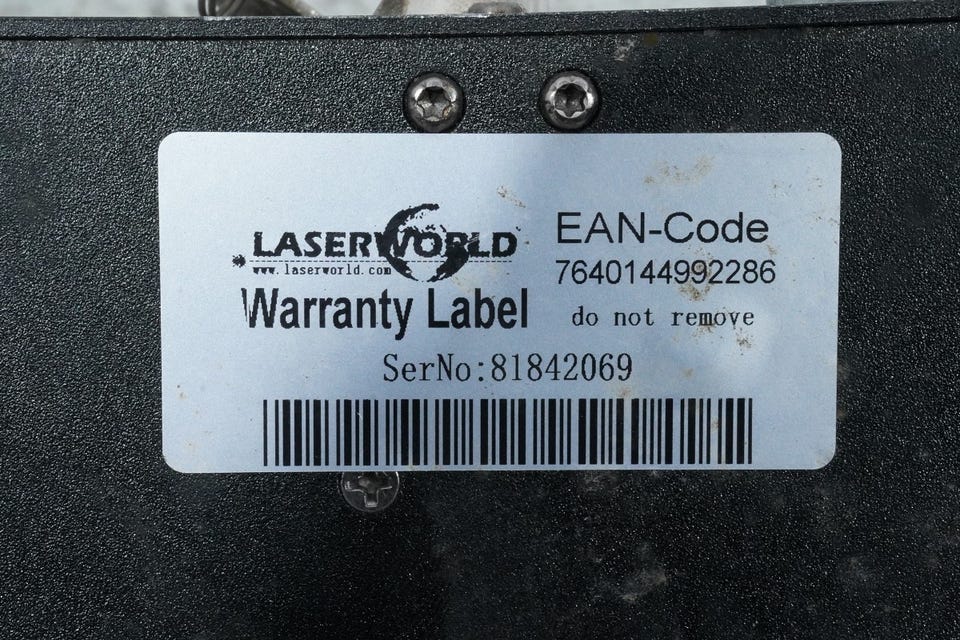 LASERWORLD
www.laserworld.com
Warranty Label
EAN-Code
7640144992286
do not remove
SerNo:81842069